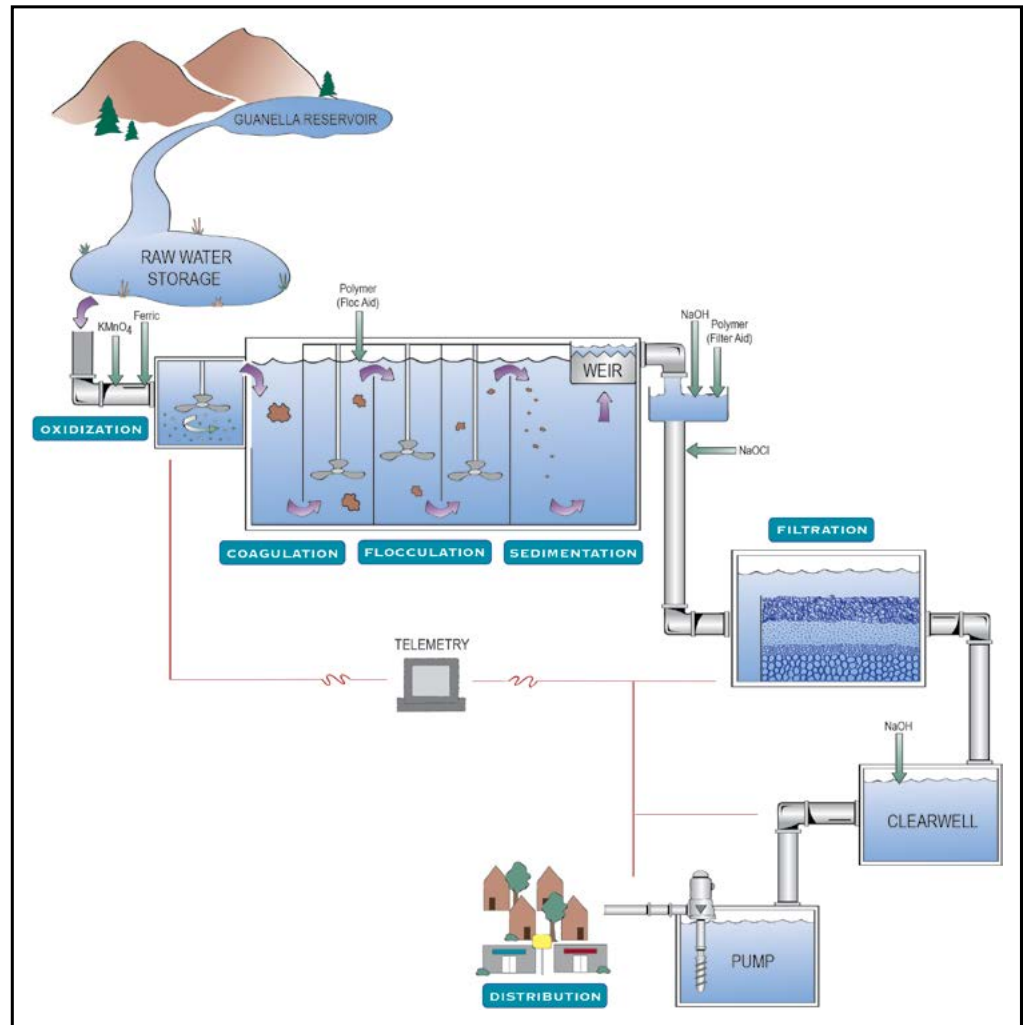 GUANELLA RESERVOIR
RAW WATER
STORAGE
KMnO4
Ferric
OXIDIZATION
Polymer
(Floc Aid)
WEIR
NaOH
Polymer
(Filter Aid)
NaOCl
COAGULATION
FLOCCULATION
SEDIMENTATION
FILTRATION
TELEMETRY
NaOH
CLEARWELL
PUMP
DISTRIBUTION